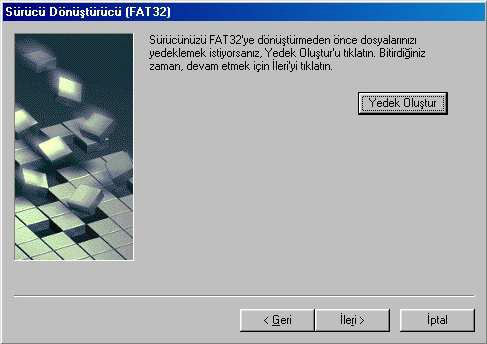 Sürücü Dönüştürücü (FAT32)
Sürücünüzü FAT32'ye dönüştürmeden önce dosyalarınızı
yedeklemek istiyorsanız, Yedek Oluştur'u tıklatın. Bitirdiğiniz
zaman, devam etmek için İleri'yi tıklatın.
Yedek Oluştur
< Geri
İleri >
İptal